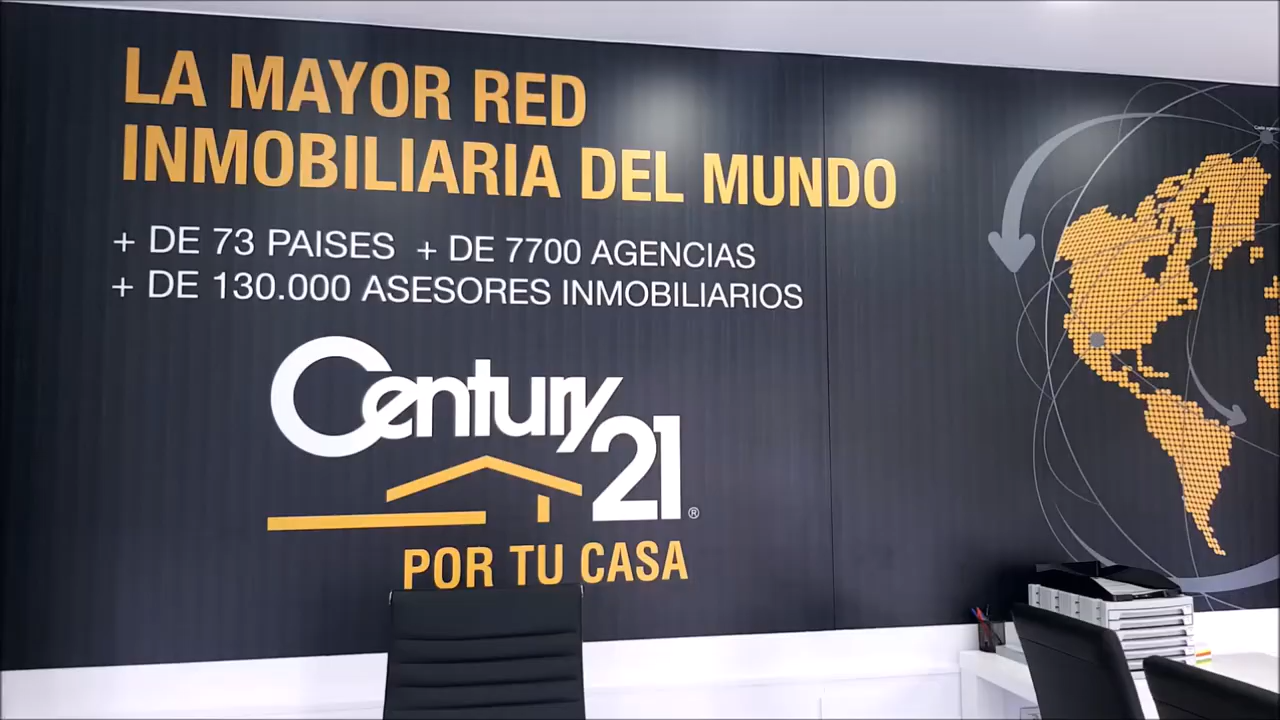 LA MAYOR RED
INMOBILIARIA DEL MUNDO
+ DE 73 PAISES + DE 7700 AGENCIAS
+ DE 130.000 ASESORES INMOBILIARIOS
Century
21®
POR TU CASA